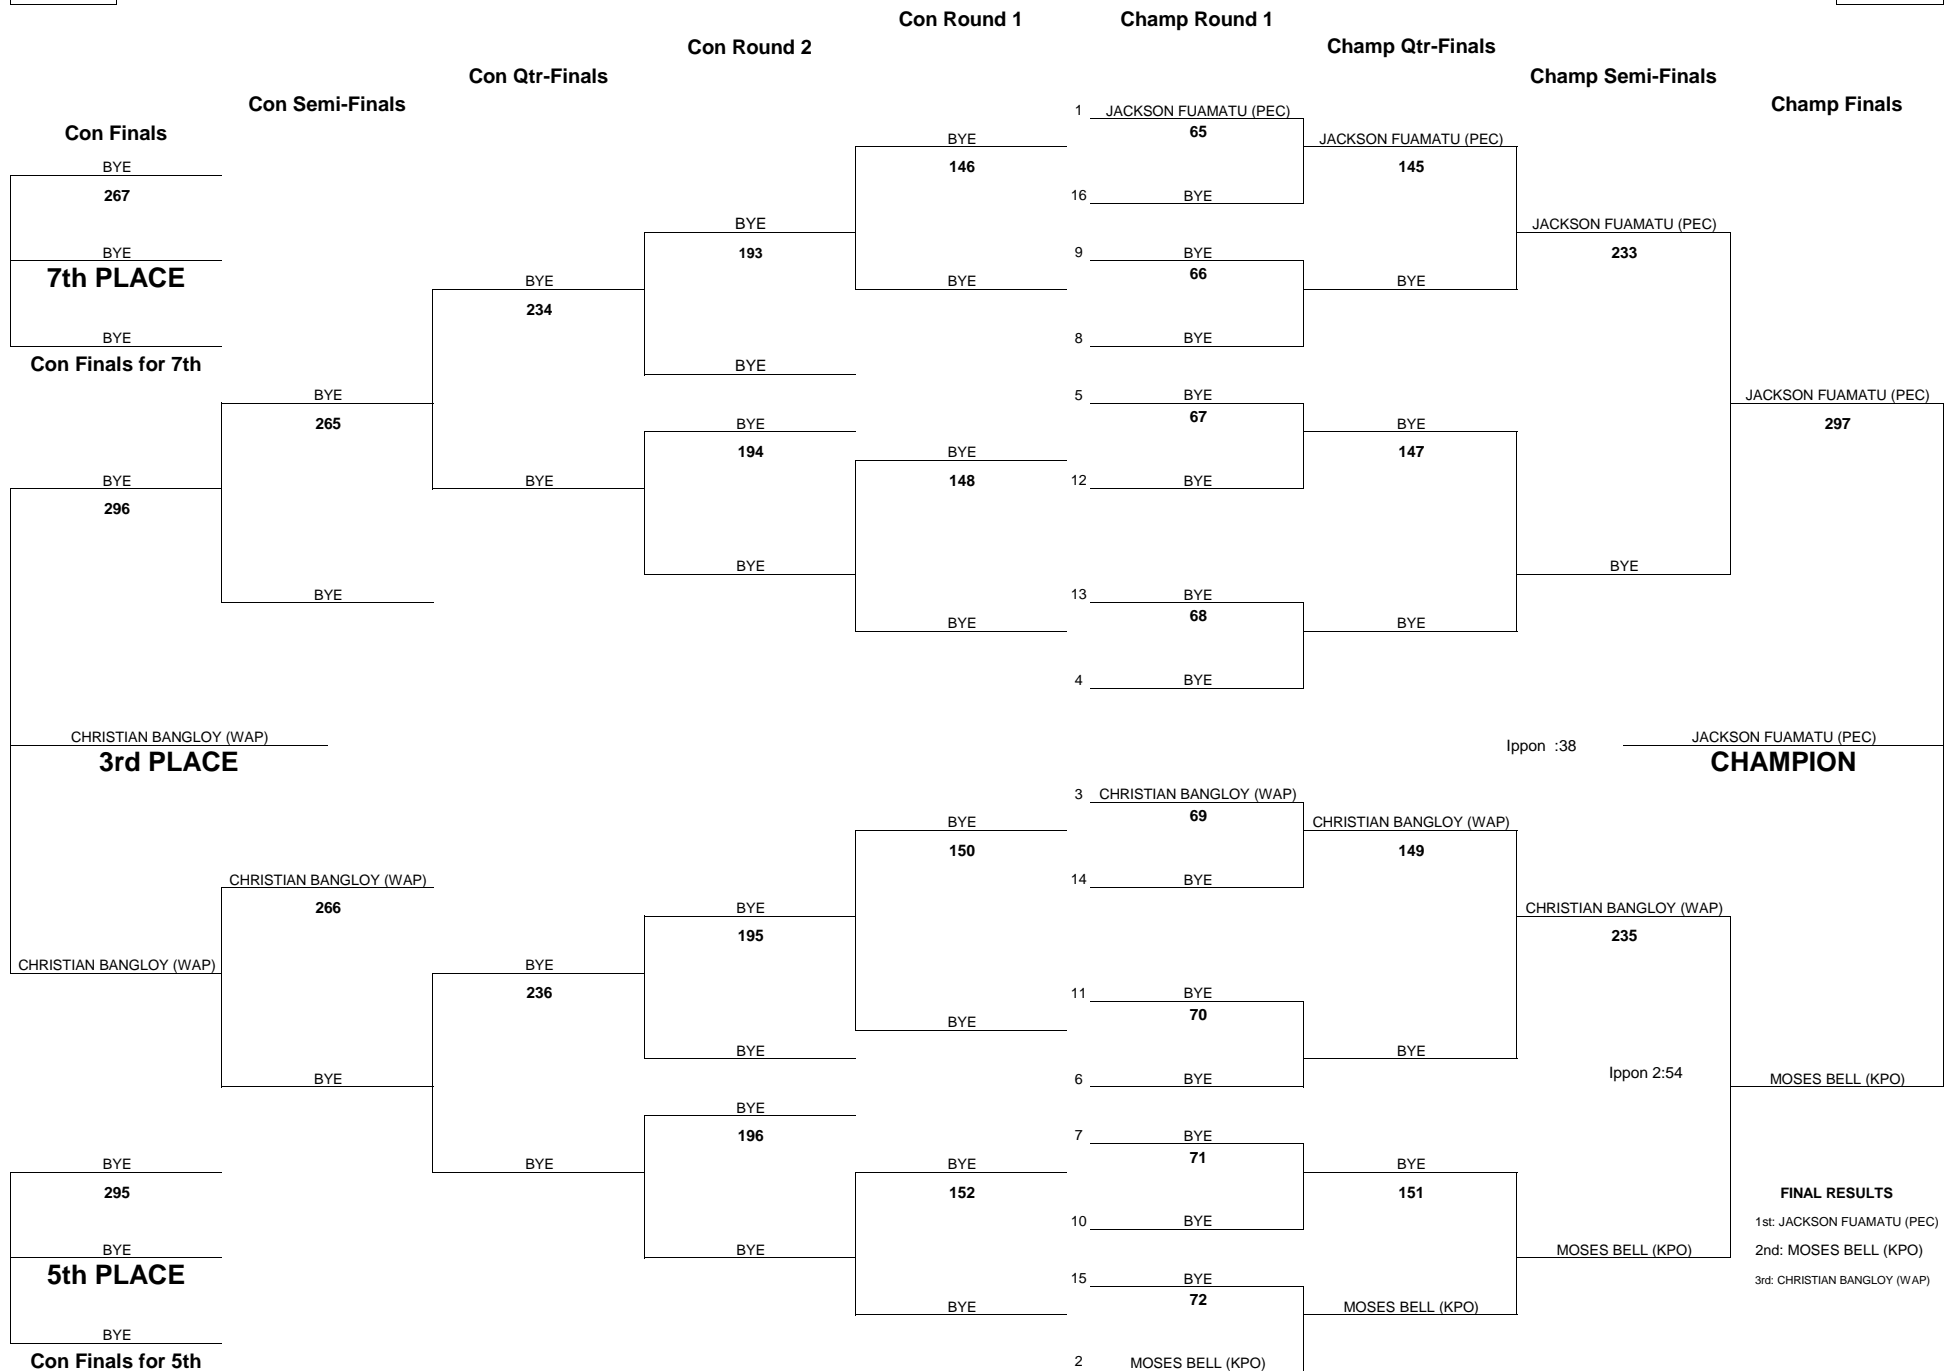 Con Round 1 Champ Round 1
Con Round 2 Champ Qtr-Finals
Con Qtr-Finals Champ Semi-Finals
Con Semi-Finals Champ Finals
1 JACKSON FUAMATU (PEC)
Con Finals 65
BYE JACKSON FUAMATU (PEC)
BYE 146 145
267 16 BYE
BYE JACKSON FUAMATU (PEC)
BYE 193 9 BYE 233
7th PLACE 66
BYE BYE BYE
234
BYE 8 BYE
Con Finals for 7th BYE
BYE 5 BYE JACKSON FUAMATU (PEC)
265 BYE 67 BYE 297
194 BYE 147
BYE BYE 148 12 BYE
296
BYE BYE
BYE 13 BYE
BYE 68 BYE
4 BYE
CHRISTIAN BANGLOY (WAP) Ippon :38 JACKSON FUAMATU (PEC)
3rd PLACE CHAMPION
3 CHRISTIAN BANGLOY (WAP)
BYE 69 CHRISTIAN BANGLOY (WAP)
150 149
CHRISTIAN BANGLOY (WAP) 14 BYE
266 BYE CHRISTIAN BANGLOY (WAP)
195 235
CHRISTIAN BANGLOY (WAP) BYE
236 11 BYE
BYE 70
BYE BYE
BYE 6 BYE Ippon 2:54 MOSES BELL (KPO)
BYE
196 7 BYE
BYE BYE BYE 71 BYE
295 152 151 FINAL RESULTS
10 BYE 1st: JACKSON FUAMATU (PEC)
BYE BYE MOSES BELL (KPO) 2nd: MOSES BELL (KPO)
5th PLACE 15 BYE 3rd: CHRISTIAN BANGLOY (WAP)
BYE 72 MOSES BELL (KPO)
BYE
Con Finals for 5th 2 MOSES BELL (KPO)